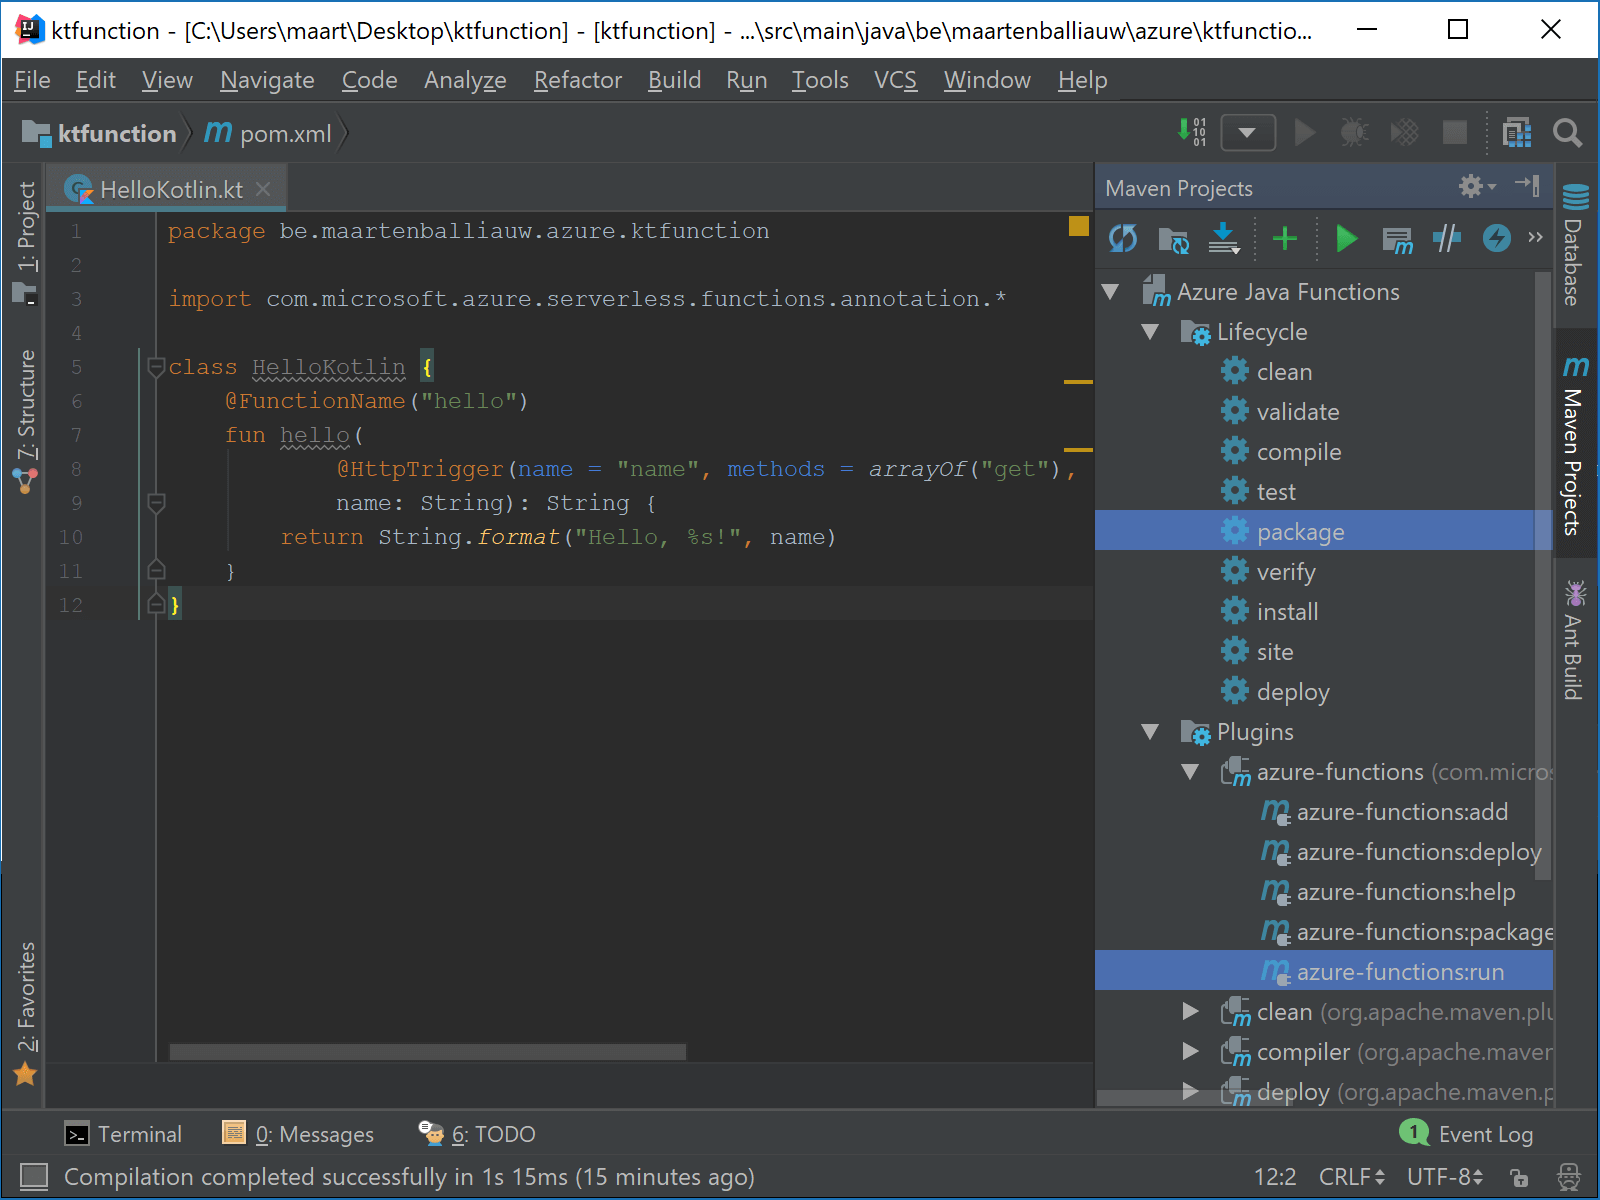 ktfunction - [C:\Users\maart\Desktop\ktfunction] - [ktfunction] - ...\src\main\java\be\maartenballiauw\azure\ktfunctio...
File Edit View Navigate Code Analyze Refactor Build Run Tools VCS Window Help
ktfunction pom.xml
1: Project
7: Structure
2: Favorites
HelloKotlin.kt
1 package be.maartenballiauw.azure.ktfunction
2
3 import com.microsoft.azure.serverless.functions.annotation.*
4
5 class HelloKotlin {
6 @FunctionName("hello")
7 fun hello(
8 @HttpTrigger(name = "name", methods = arrayOf("get"),
9 name: String): String {
10 return String.format("Hello, %s!", name)
11 }
12 }
Maven Projects
Azure Java Functions
Lifecycle
clean
validate
compile
test
package
verify
install
site
deploy
Plugins
azure-functions (com.micros
azure-functions:add
azure-functions:deploy
azure-functions:help
azure-functions:package
azure-functions:run
clean (org.apache.maven.plu
compiler (org.apache.maven
deploy (org.apache.maven.p
Database
Maven Projects
Ant Build
Terminal 0: Messages 6: TODO 1 Event Log
Compilation completed successfully in 1s 15ms (15 minutes ago) 12:2 CRLF UTF-8